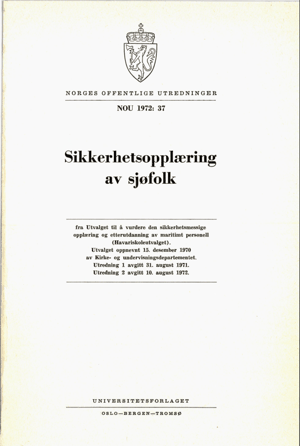 NORGES OFFENTLIGE UTREDNINGER
NOU 1972: 37
Sikkerhetsopplæring
av sjøfolk
fra Utvalget til å vurdere den sikkerhetsmessige
opplæring og etterutdanning av maritimt personell
(Havariskoleutvalget).
Utvalget oppnevnt 15. desember 1970
av Kirke- og undervisningsdepartementet.
Utredning 1 avgitt 31. august 1971.
Utredning 2 avgitt 10. august 1972.
UNIVERSITETSFORLAGET
OSLO—BERGEN—TROMSØ